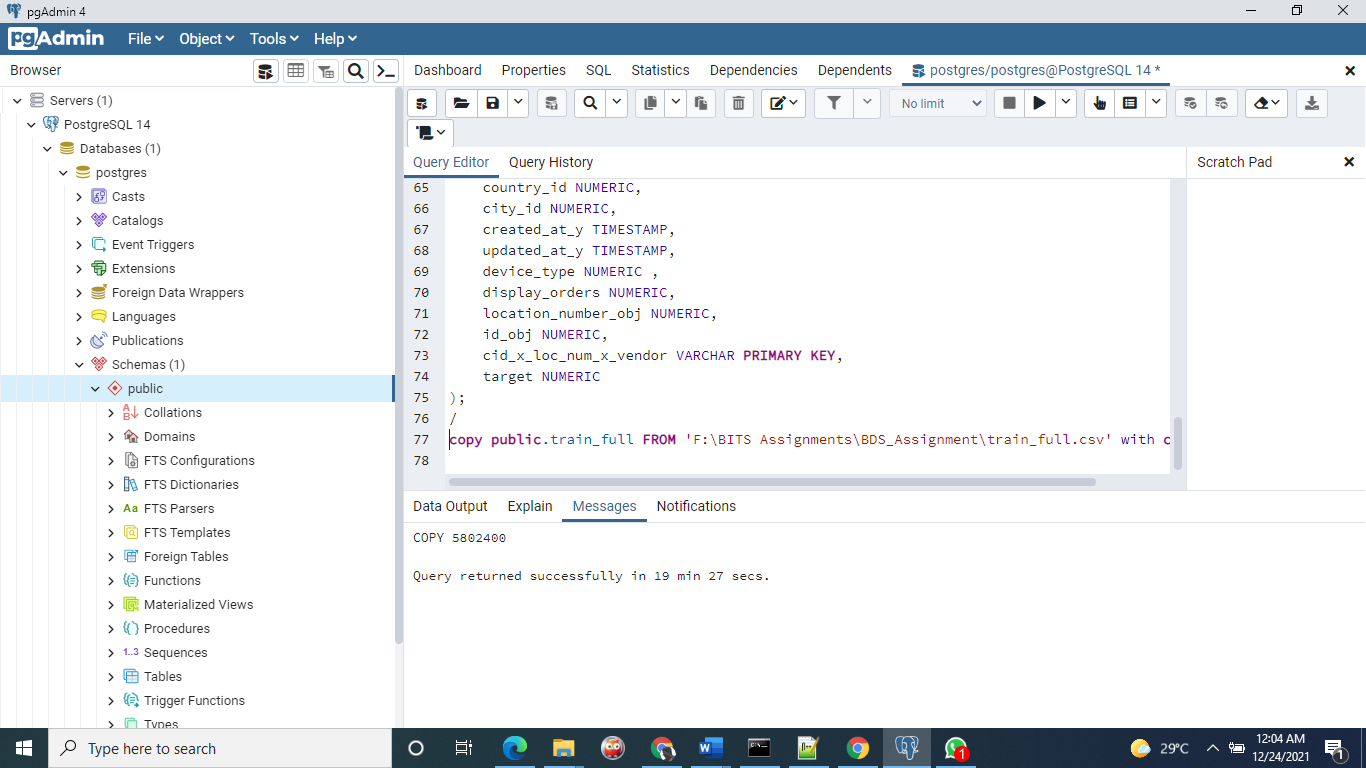 pgAdmin 4
pgAdmin File Object Tools Help
Browser
Dashboard Properties SQL Statistics Dependencies Dependents postgres/postgres@PostgreSQL 14 *
Servers (1)
PostgreSQL 14
Databases (1)
postgres
Casts
Catalogs
Event Triggers
Extensions
Foreign Data Wrappers
Languages
Publications
Schemas (1)
public
Collations
Domains
FTS Configurations
FTS Dictionaries
Aa FTS Parsers
FTS Templates
Foreign Tables
Functions
Materialized Views
Procedures
1..3 Sequences
Tables
Trigger Functions
Types
No limit
Query Editor Query History
Scratch Pad
65 country_id NUMERIC,
66 city_id NUMERIC,
67 created_at_y TIMESTAMP,
68 updated_at_y TIMESTAMP,
69 device_type NUMERIC ,
70 display_orders NUMERIC,
71 location_number_obj NUMERIC,
72 id_obj NUMERIC,
73 cid_x_loc_num_x_vendor VARCHAR PRIMARY KEY,
74 target NUMERIC
75 );
76 /
77 copy public.train_full FROM 'F:\BITS Assignments\BDS_Assignment\train_full.csv' with c
78
Data Output Explain Messages Notifications
COPY 5802400
Query returned successfully in 19 min 27 secs.
Type here to search
1
29°C
12:04 AM
12/24/2021
1